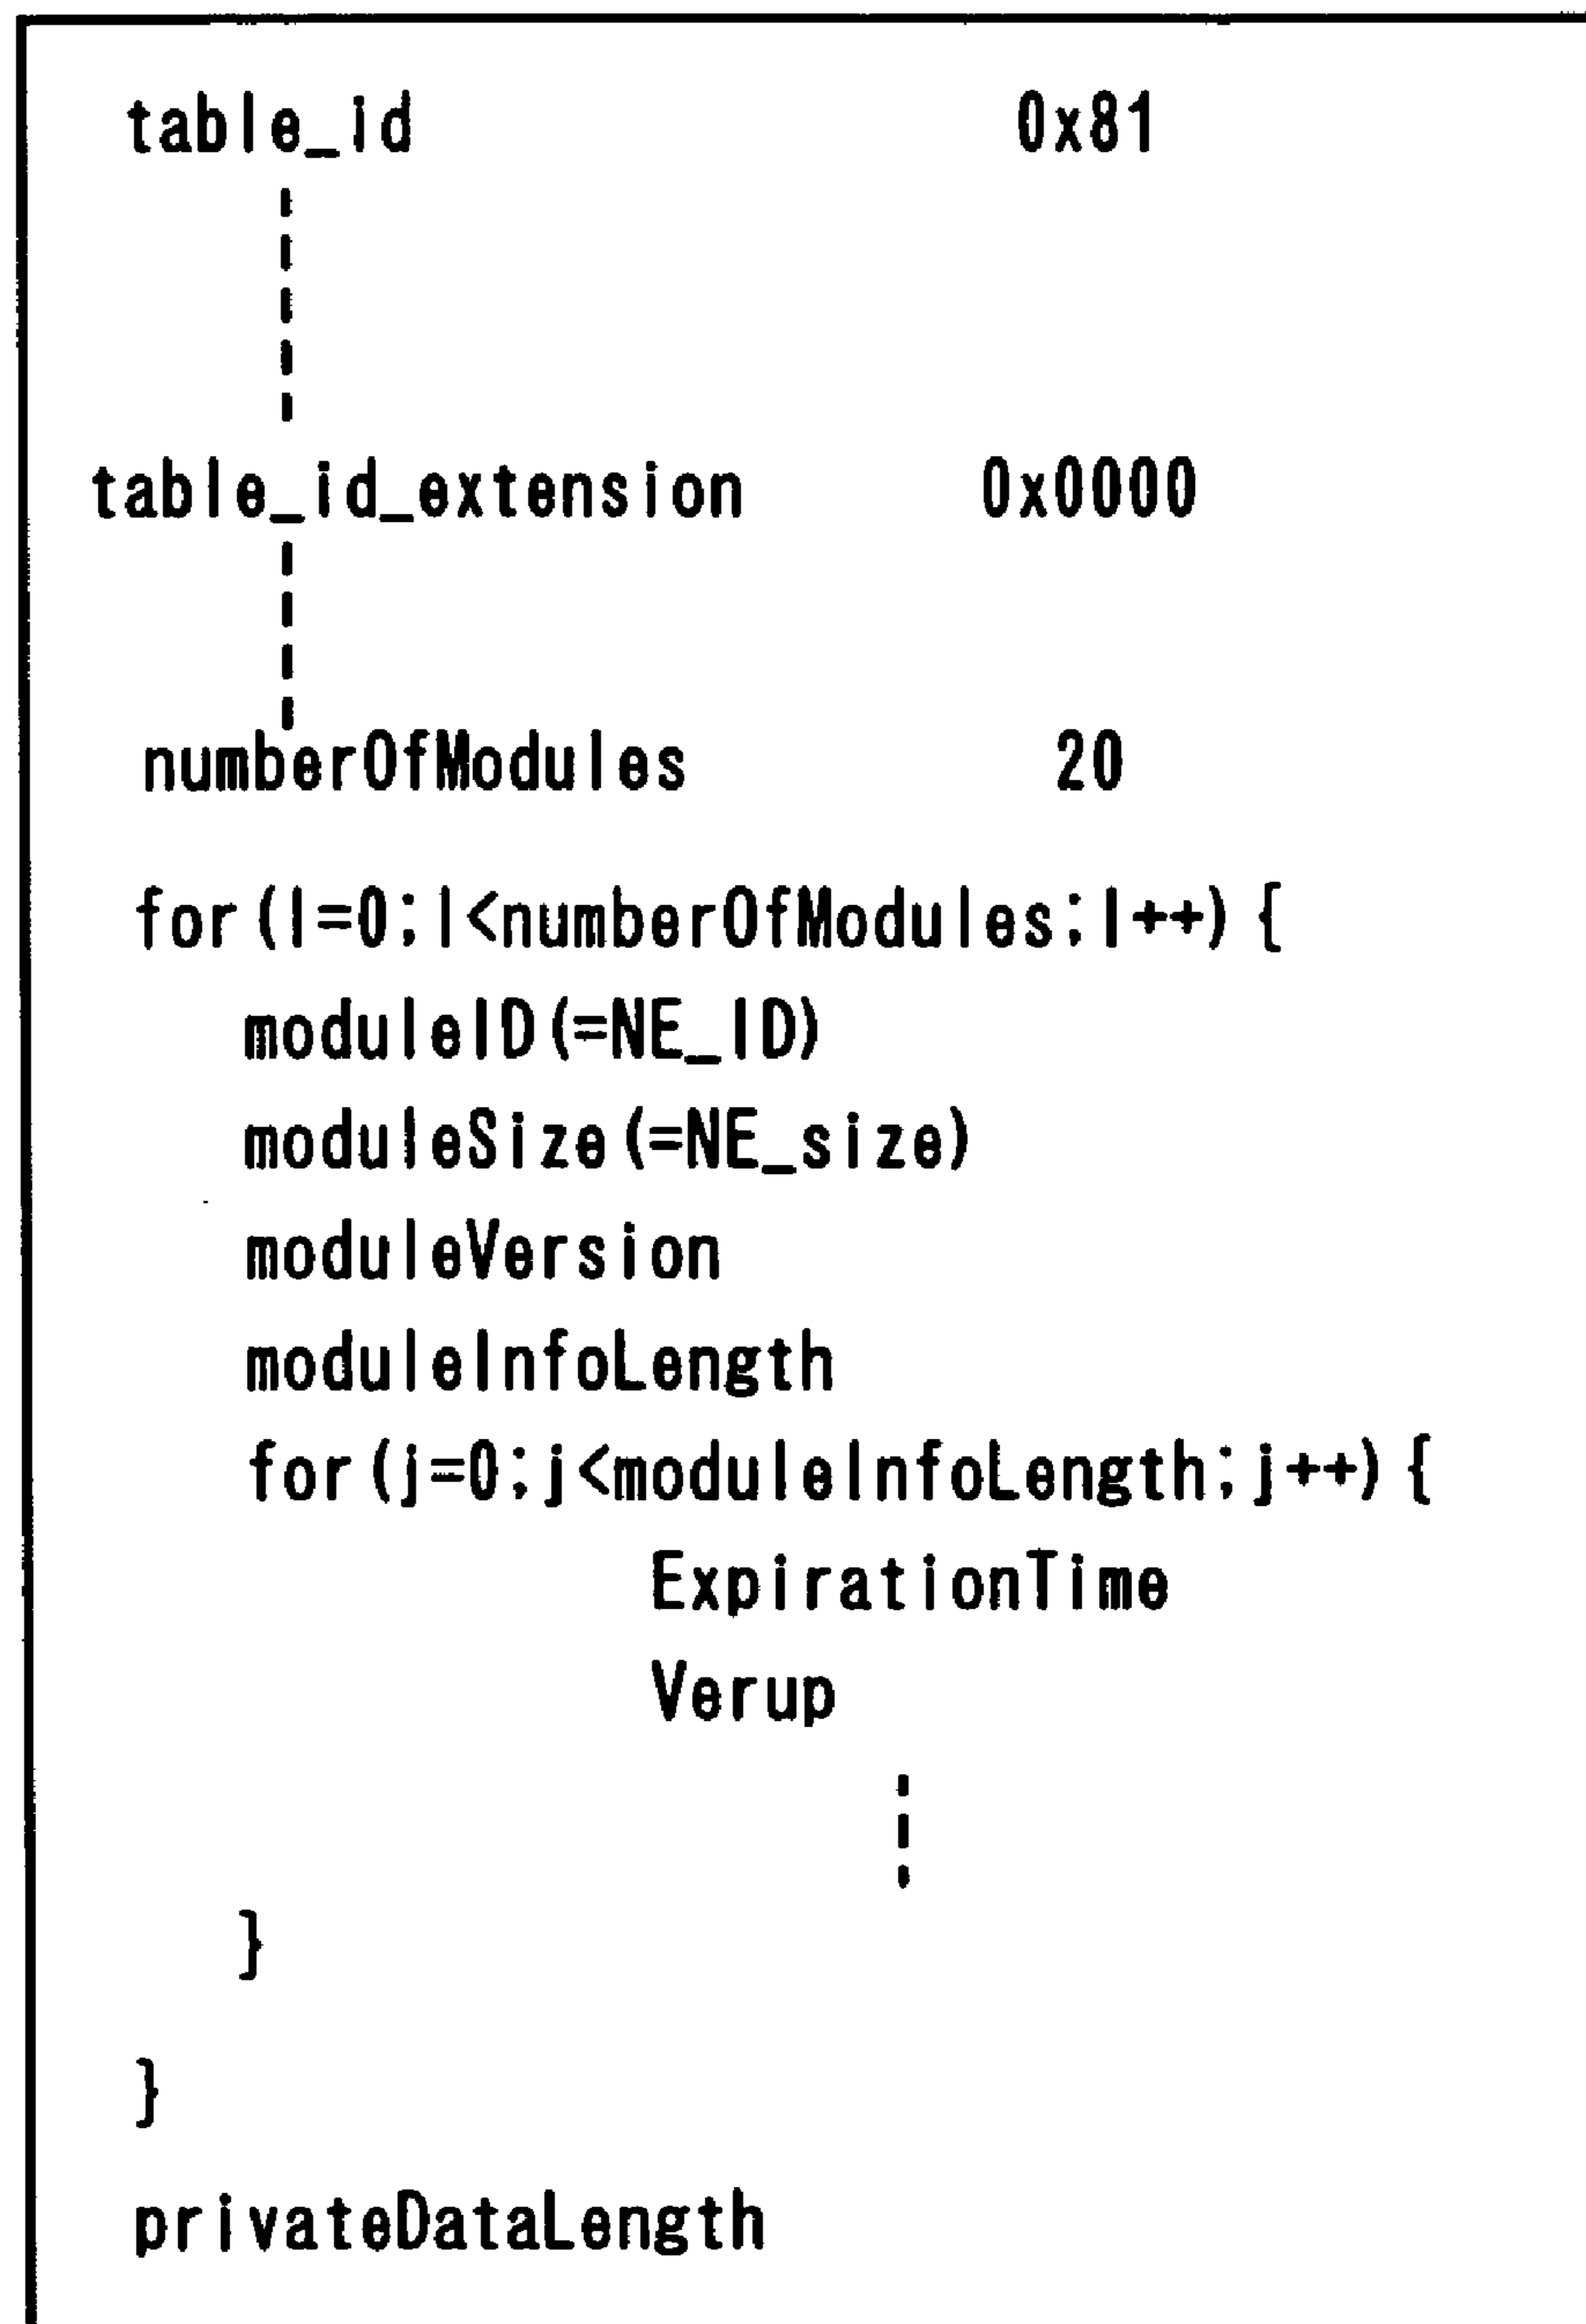 table_id 0x81
table_id_extension 0x0000
numberOfModules 20
for(I=0;I<numberOfModules;I++){
moduleID(=NE_ID)
moduleSize(=NE_size)
moduleVersion
moduleInfoLength
for(j=0;j<moduleInfoLength;j++){
ExpirationTime
Verup
}
}
privateDataLength